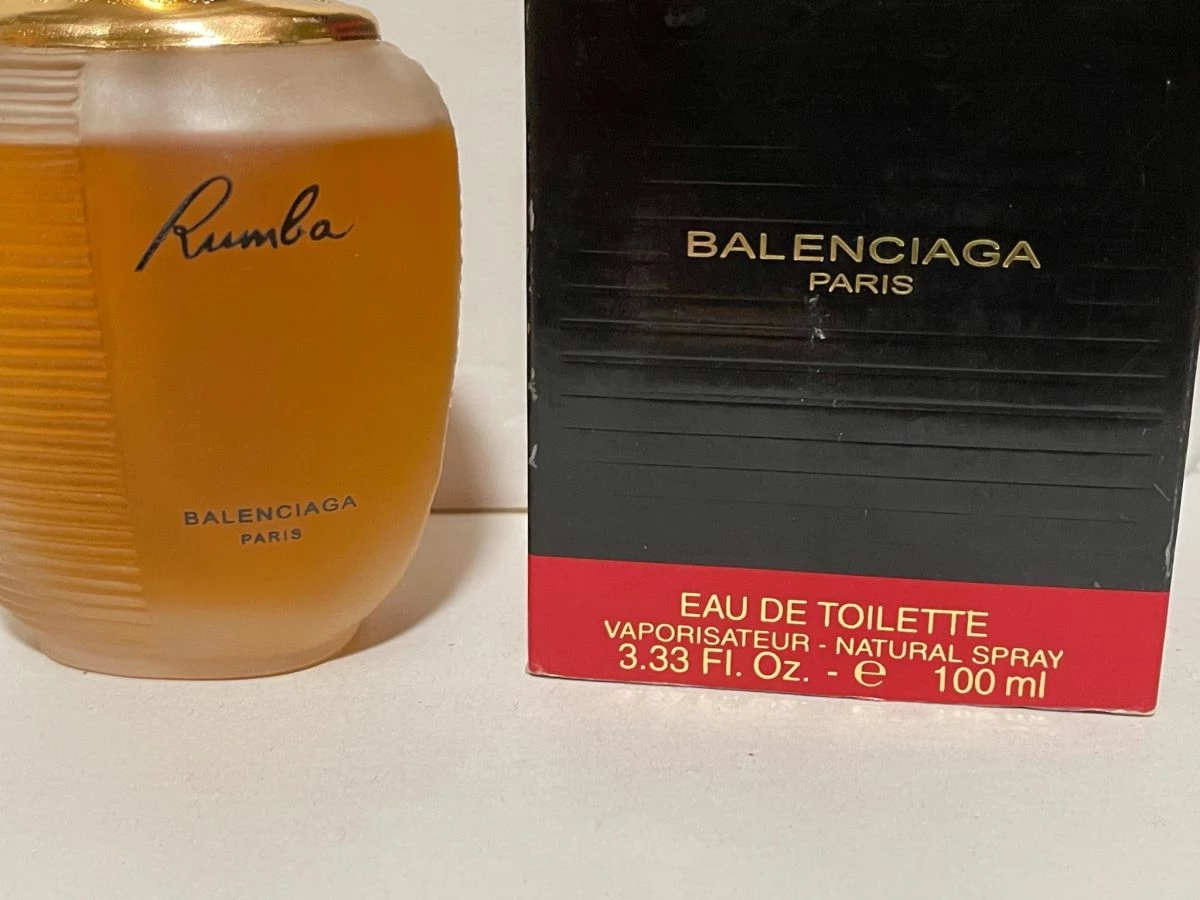 Rumba
BALENCIAGA
PARIS
BALENCIAGA
PARIS
EAU DE TOILETTE
VAPORISATEUR - NATURAL SPRAY
3.33 Fl. Oz. - ℮ 100 ml